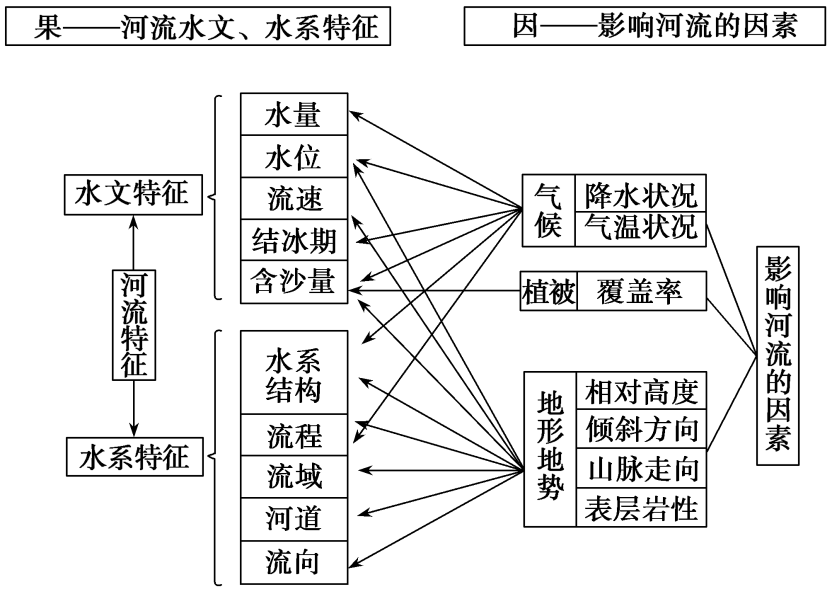 果——河流水文、水系特征
因——影响河流的因素
水文特征
河流特征
水系特征
水量
水位
流速
结冰期
含沙量
水系
结构
流程
流域
河道
流向
气候
降水状况
气温状况
植被
覆盖率
地形地势
相对高度
倾斜方向
山脉走向
表层岩性
影响河流的因素